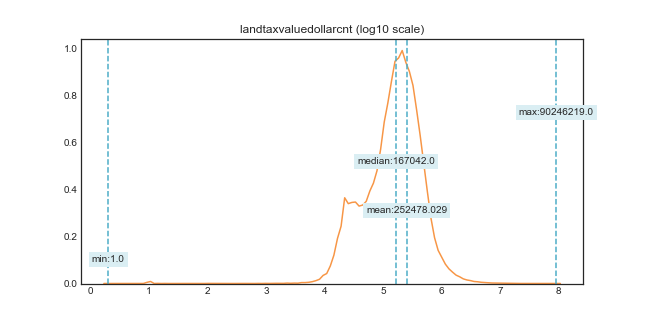 landtaxvaluedollarcnt (log10 scale)
1.0
0.8
0.6
0.4
0.2
0.0
max:90246219.0
median:167042.0
mean:252478.029
min:1.0
0 1 2 3 4 5 6 7 8